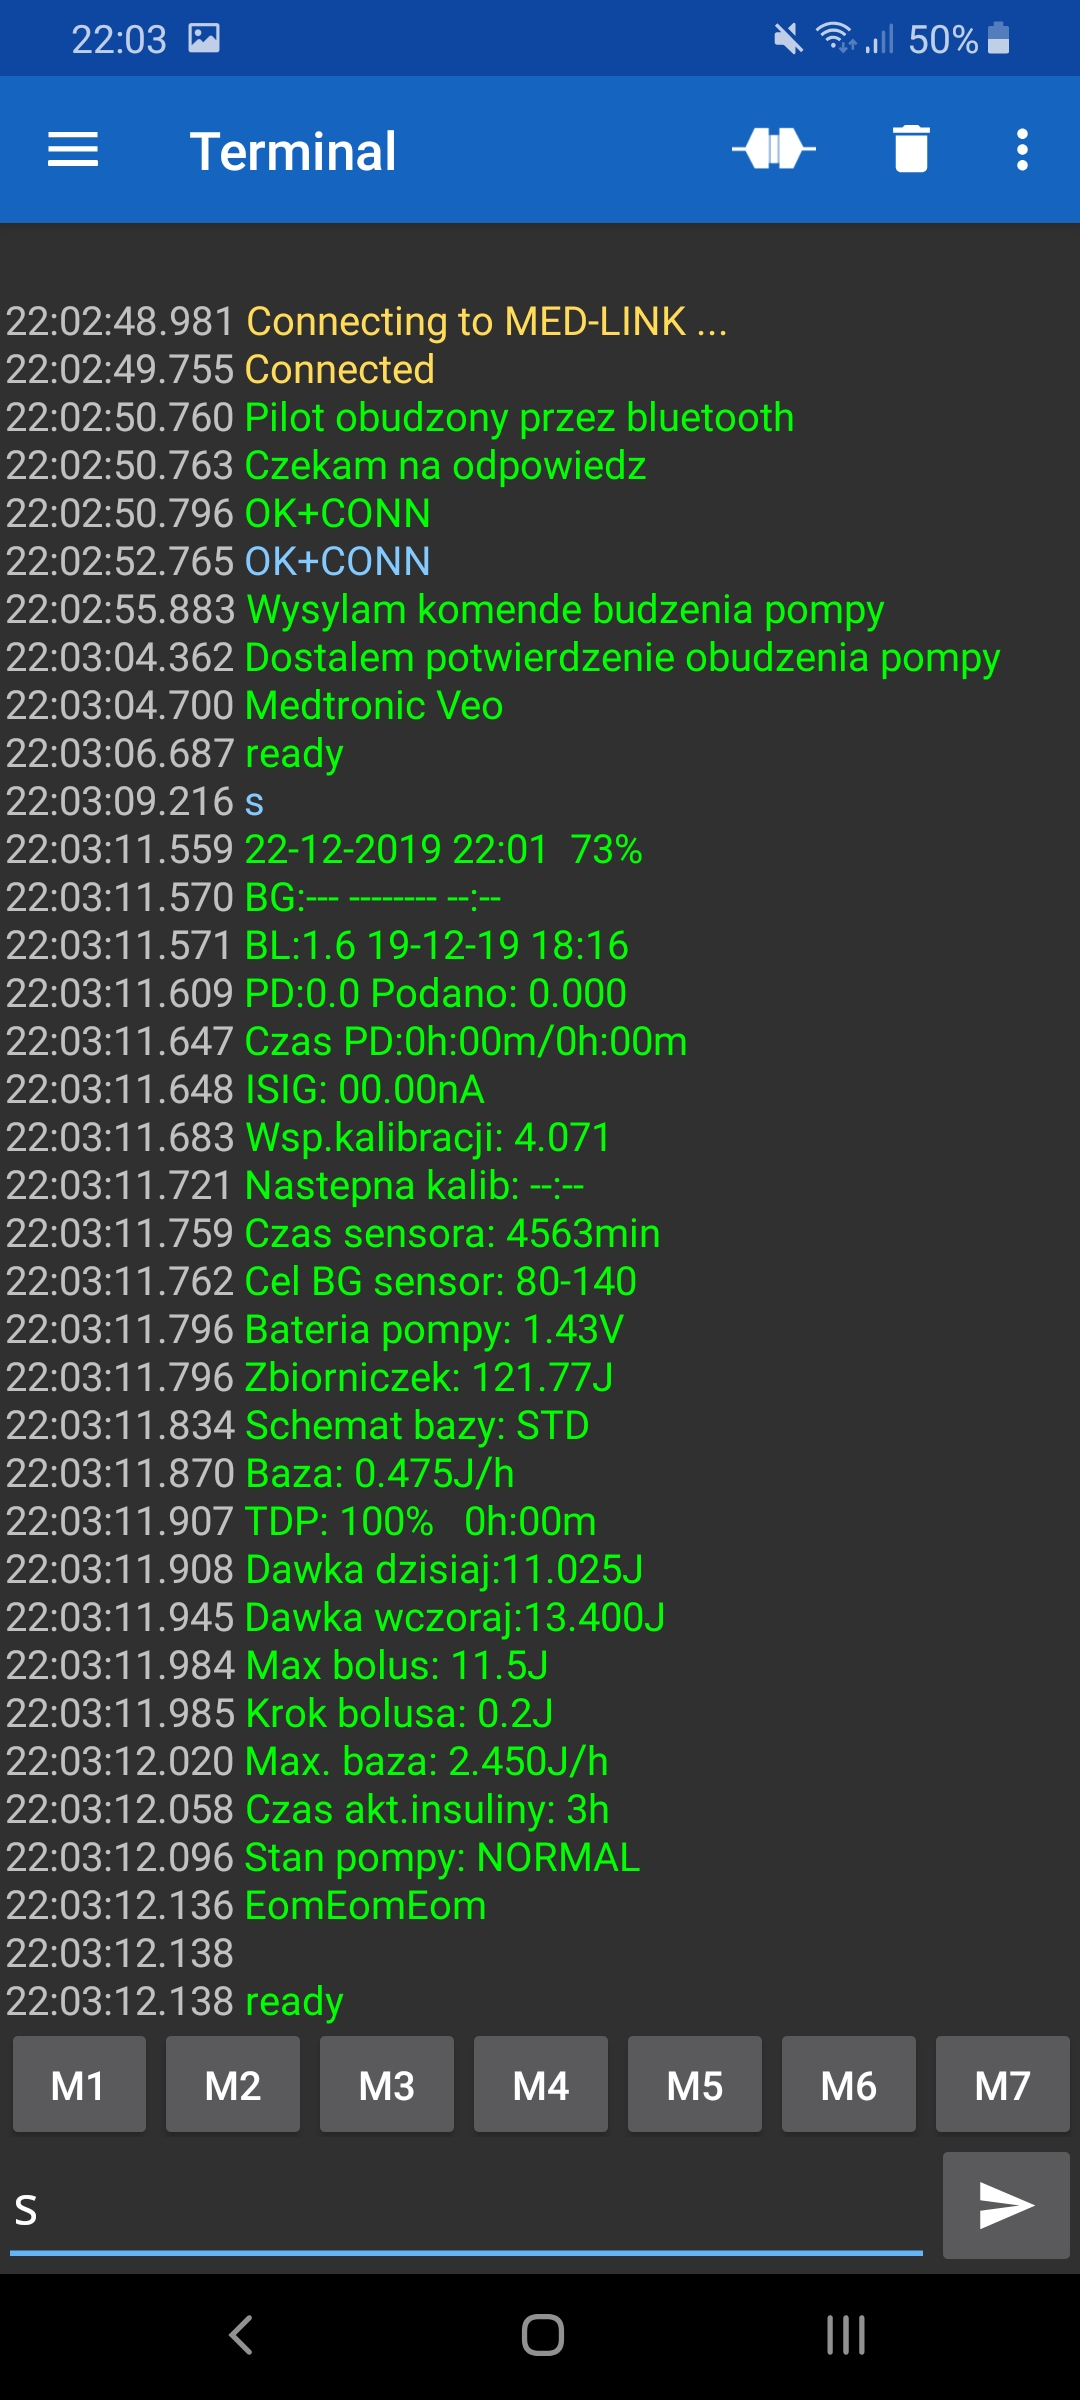 22:03 50%
Terminal
22:02:48.981 Connecting to MED-LINK ...
22:02:49.755 Connected
22:02:50.760 Pilot obudzony przez bluetooth
22:02:50.763 Czekam na odpowiedz
22:02:50.796 OK+CONN
22:02:52.765 OK+CONN
22:02:55.883 Wysylam komende budzenia pompy
22:03:04.362 Dostalem potwierdzenie obudzenia pompy
22:03:04.700 Medtronic Veo
22:03:06.687 ready
22:03:09.216 s
22:03:11.559 22-12-2019 22:01  73%
22:03:11.570 BG:--- -------- --:--
22:03:11.571 BL:1.6 19-12-19 18:16
22:03:11.609 PD:0.0 Podano: 0.000
22:03:11.647 Czas PD:0h:00m/0h:00m
22:03:11.648 ISIG: 00.00nA
22:03:11.683 Wsp.kalibracji: 4.071
22:03:11.721 Nastepna kalib: --:--
22:03:11.759 Czas sensora: 4563min
22:03:11.762 Cel BG sensor: 80-140
22:03:11.796 Bateria pompy: 1.43V
22:03:11.796 Zbiorniczek: 121.77J
22:03:11.834 Schemat bazy: STD
22:03:11.870 Baza: 0.475J/h
22:03:11.907 TDP: 100%   0h:00m
22:03:11.908 Dawka dzisiaj:11.025J
22:03:11.945 Dawka wczoraj:13.400J
22:03:11.984 Max bolus: 11.5J
22:03:11.985 Krok bolusa: 0.2J
22:03:12.020 Max. baza: 2.450J/h
22:03:12.058 Czas akt.insuliny: 3h
22:03:12.096 Stan pompy: NORMAL
22:03:12.136 EomEomEom
22:03:12.138
22:03:12.138 ready
M1 M2 M3 M4 M5 M6 M7
s